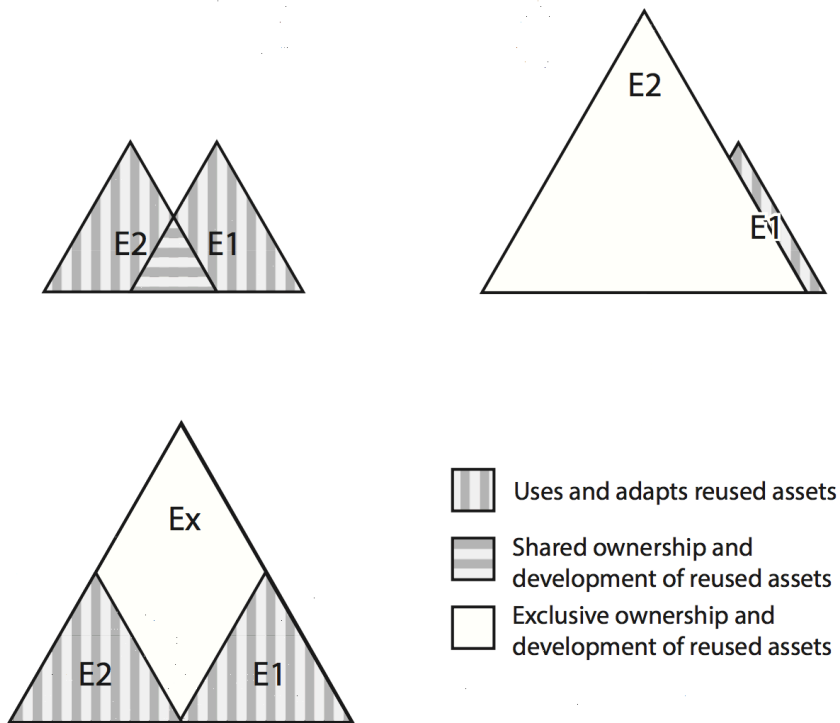 E2
E2
E1
E1
Ex
E2
E1
Uses and adapts reused assets
Shared ownership and
development of reused assets
Exclusive ownership and
development of reused assets